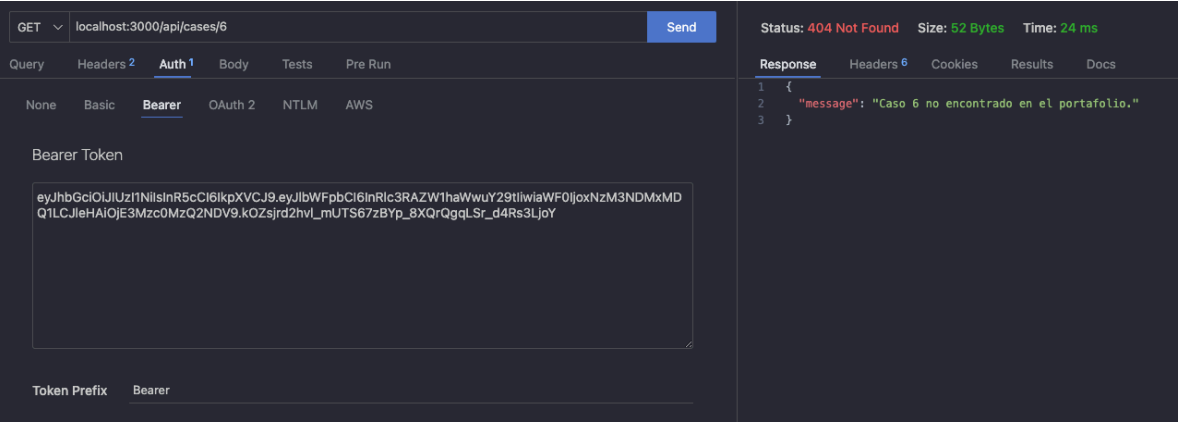 GET localhost:3000/api/cases/6 Send
Query Headers 2 Auth 1 Body Tests Pre Run
None Basic Bearer OAuth 2 NTLM AWS
Bearer Token
eyJhbGciOiJIUzI1NiIsInR5cCI6IkpXVCJ9.eyJlbWFpbCI6InRlc3RAZW1haWwuY29tIiwiaWF0IjoxNzM3NDMxMD
Q1LCJleHAiOjE3Mzc0MzQ2NDV9.kOZsjrd2hvl_mUTS67zBYp_8XQrQgqLSr_d4Rs3LjoY
Token Prefix Bearer
Status: 404 Not Found Size: 52 Bytes Time: 24 ms
Response Headers 6 Cookies Results Docs
1 {
2 "message": "Caso 6 no encontrado en el portafolio."
3 }